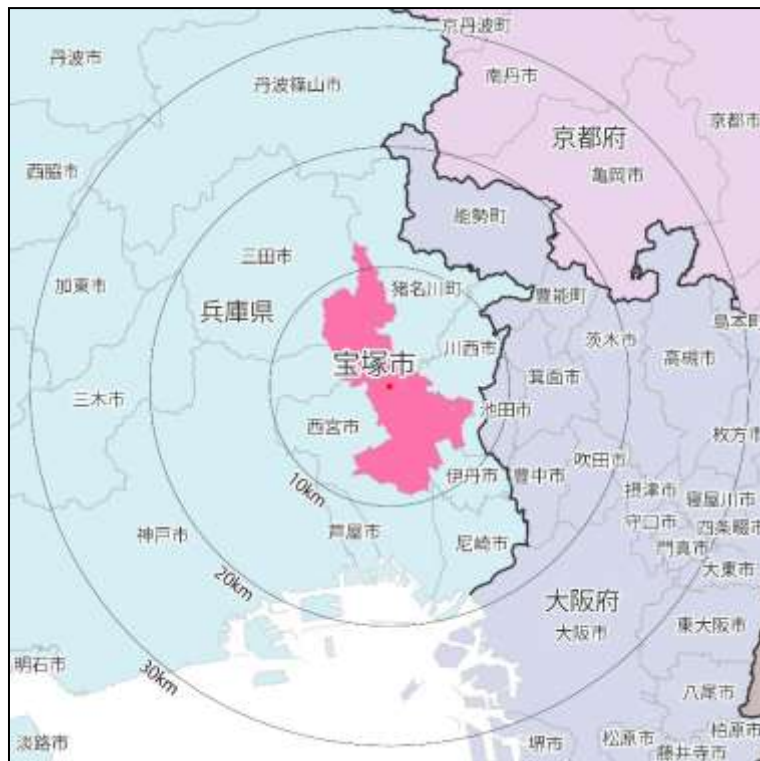 京丹波町
丹波市
南丹市
丹波篠山市
京都市
京都府
西脇市
亀岡市
能勢町
三田市
加東市
猪名川町
豊能町
兵庫県
島本町
茨木市
川西市
高槻市
宝塚市
箕面市
三木市
池田市
西宮市
枚方市
吹田市
伊丹市
豊中市
10km
摂津市
寝屋川市
守口市
四条畷市
神戸市
芦屋市
尼崎市
門真市
大東市
20km
大阪府
大阪市
東大阪市
明石市
30km
八尾市
柏原市
淡路市
堺市
松原市
藤井寺市